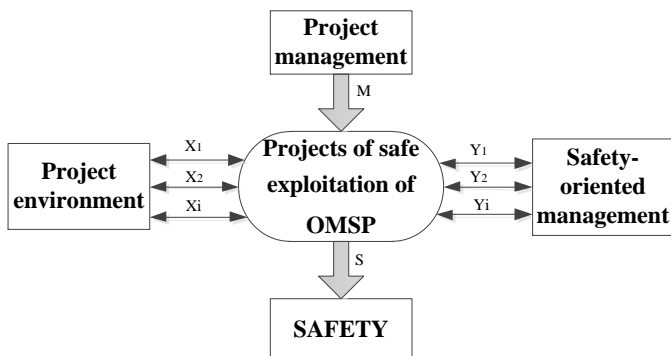 Project
management
M
Project
environment
X1
X2
Xi
Projects of safe
exploitation of
OMSP
Y1
Y2
Yi
Safety-
oriented
management
S
SAFETY